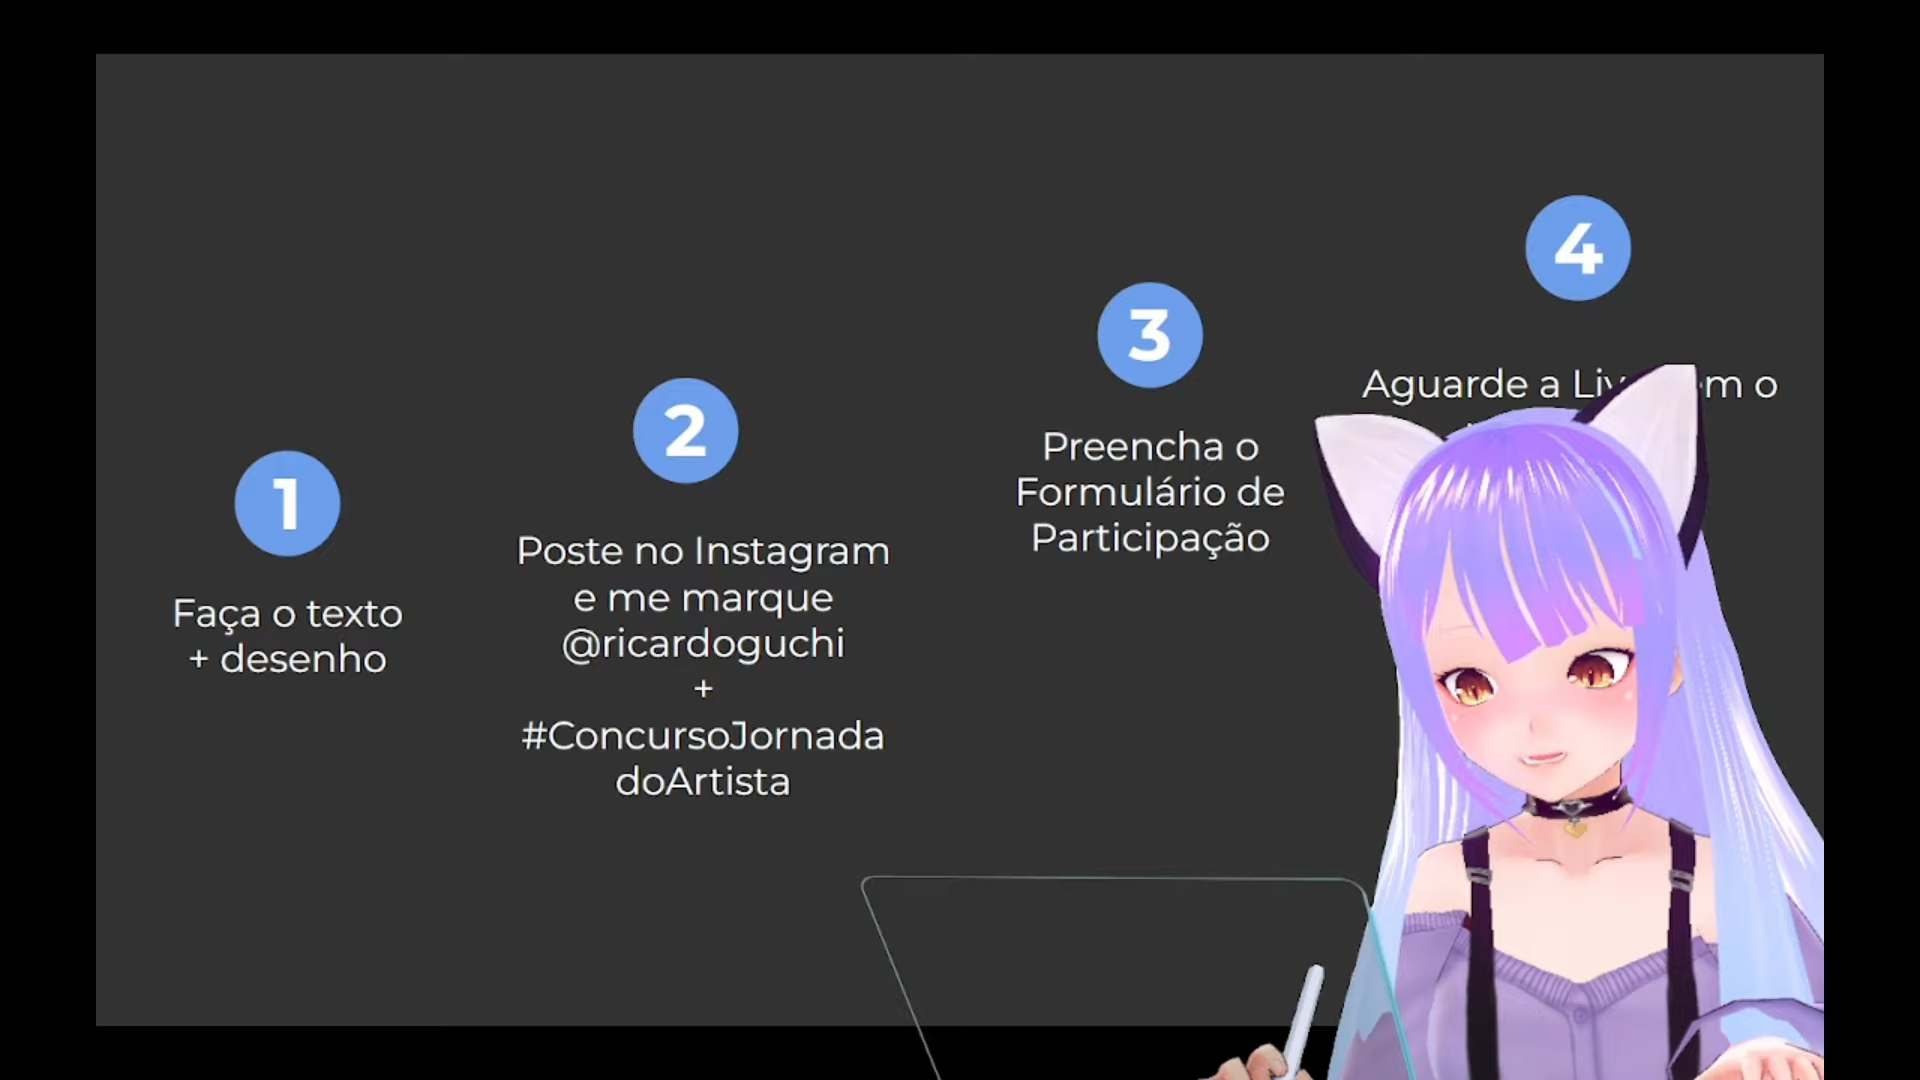 1
Faça o texto
+ desenho
2
Poste no Instagram
e me marque
@ricardoguchi
+
#ConcursoJornada
doArtista
3
Preencha o
Formulário de
Participação
4
Aguarde a o